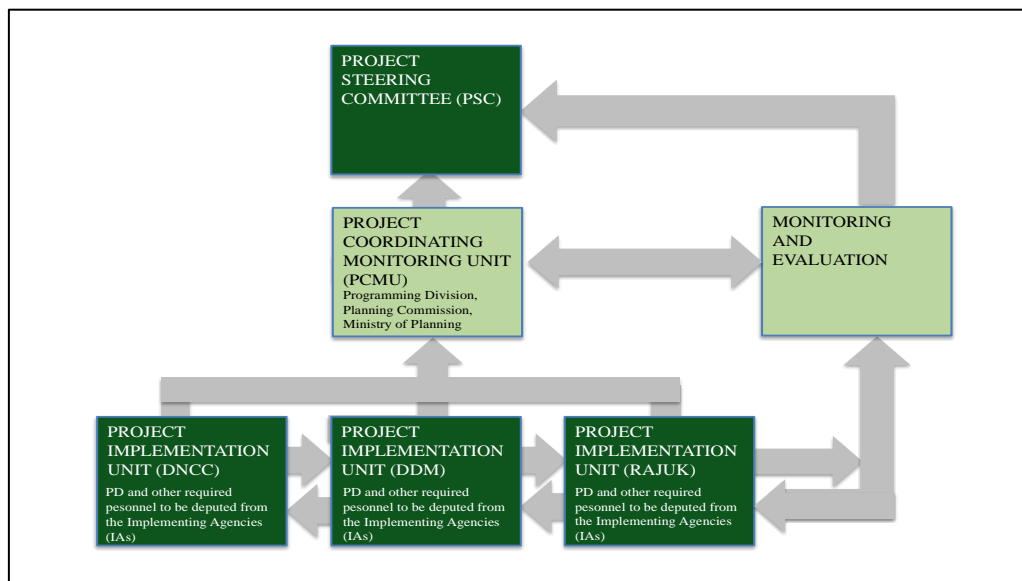 PROJECT
STEERING
COMMITTEE (PSC)
PROJECT
COORDINATING
MONITORING UNIT
(PCMU)
Programming Division,
Planning Commission,
Ministry of Planning
MONITORING
AND
EVALUATION
PROJECT
IMPLEMENTATION
UNIT (DNCC)
PD and other required
pesonnel to be deputed from
the Implementing Agencies
(IAs)
PROJECT
IMPLEMENTATION
UNIT (DDM)
PD and other required
pesonnel to be deputed from
the Implementing Agencies
(IAs)
PROJECT
IMPLEMENTATION
UNIT (RAJUK)
PD and other required
pesonnel to be deputed from
the Implementing Agencies
(IAs)